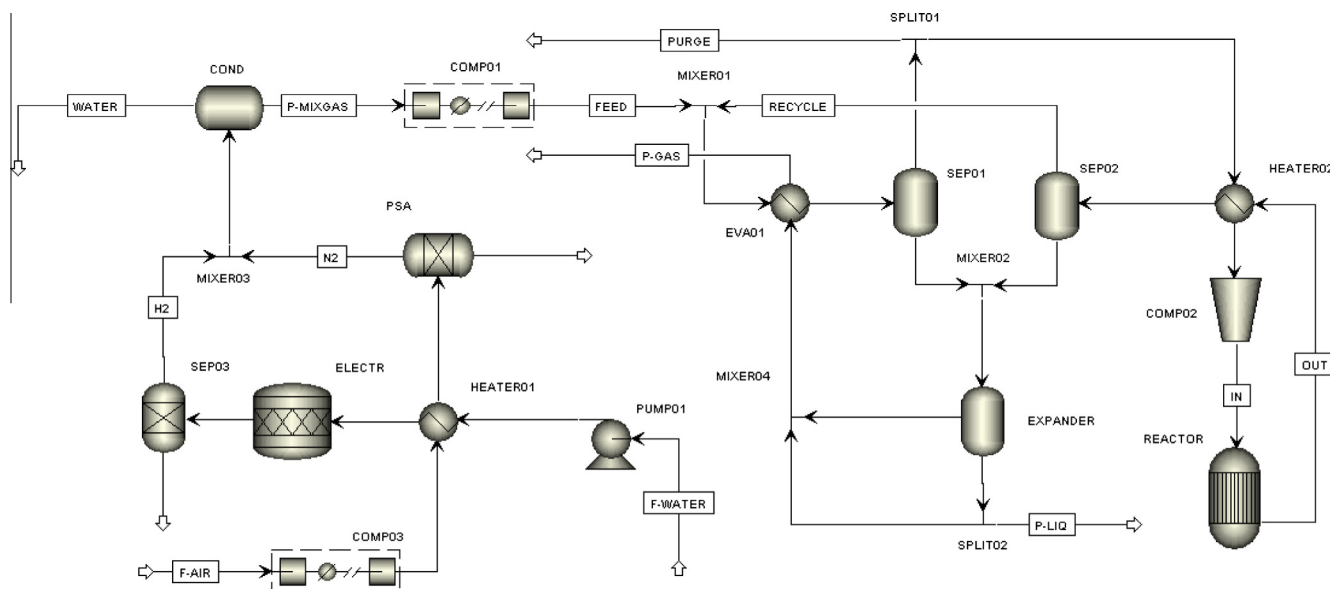 SPLIT01
PURGE
COND
COMP01
MIXER01
WATER
P-MIXGAS
FEED
RECYCLE
P-GAS
SEP01
SEP02
HEATER02
PSA
EVA01
N2
MIXER03
MIXER02
H2
COMP02
SEP03
ELECTR
HEATER01
MIXER04
OUT
PUMP01
IN
EXPANDER
REACTOR
F-WATER
P-LIQ
COMP03
SPLIT02
F-AIR